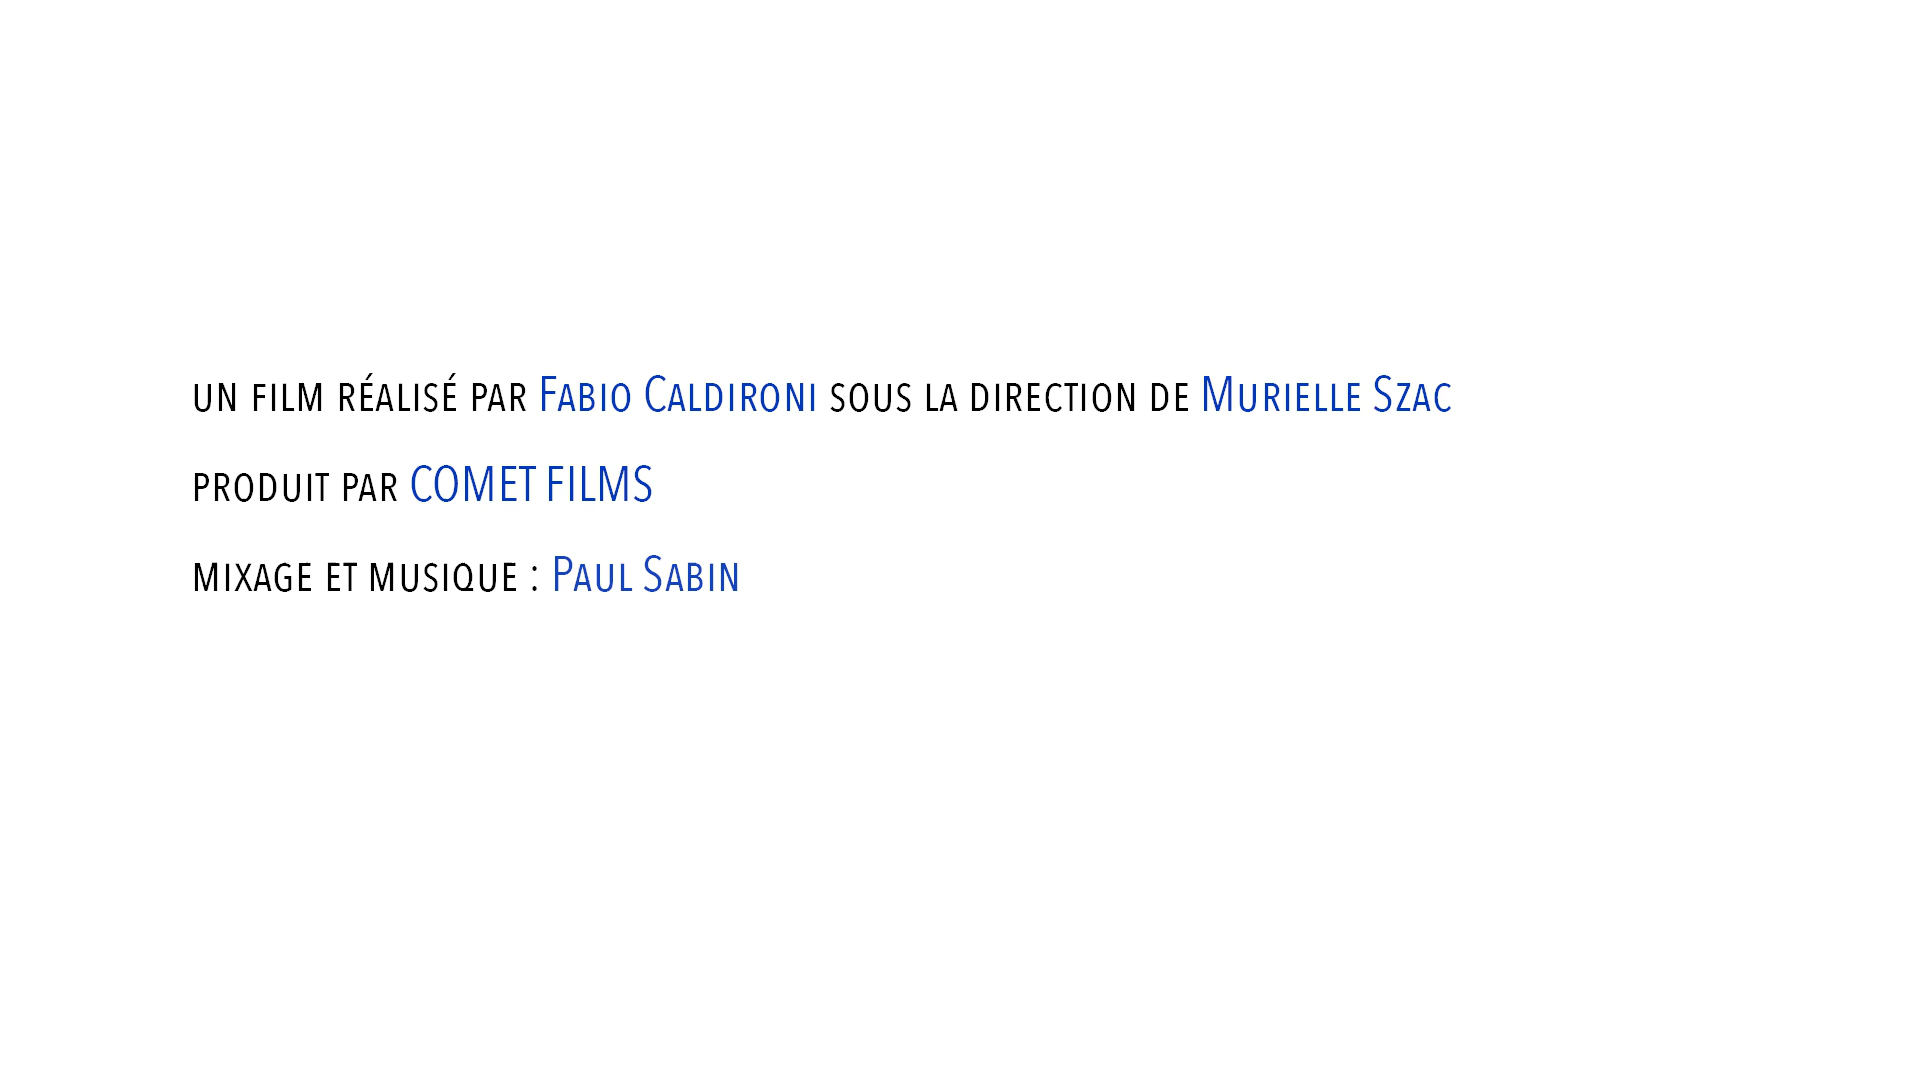 un film réalisé par Fabio Caldironi sous la direction de Murielle Szac
produit par COMET FILMS
mixage et musique : Paul Sabin